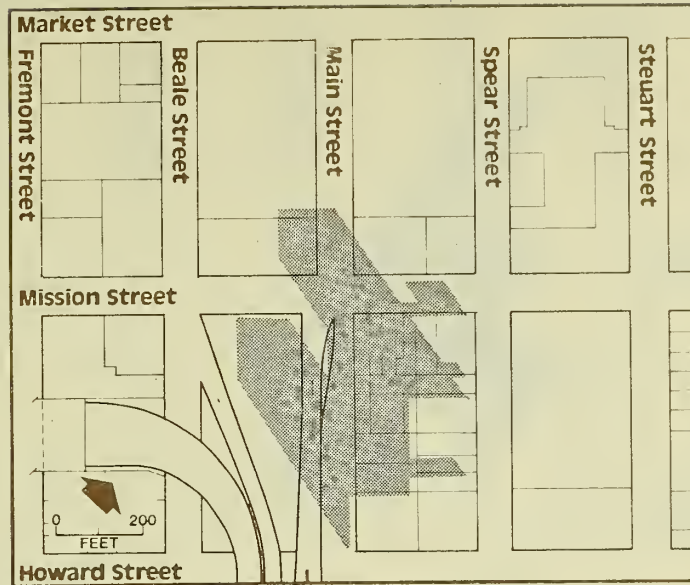 Market Street
Fremont Street
Beale Street
Main Street
Spear Street
Steuart Street
Mission Street
0 200
FEET
Howard Street